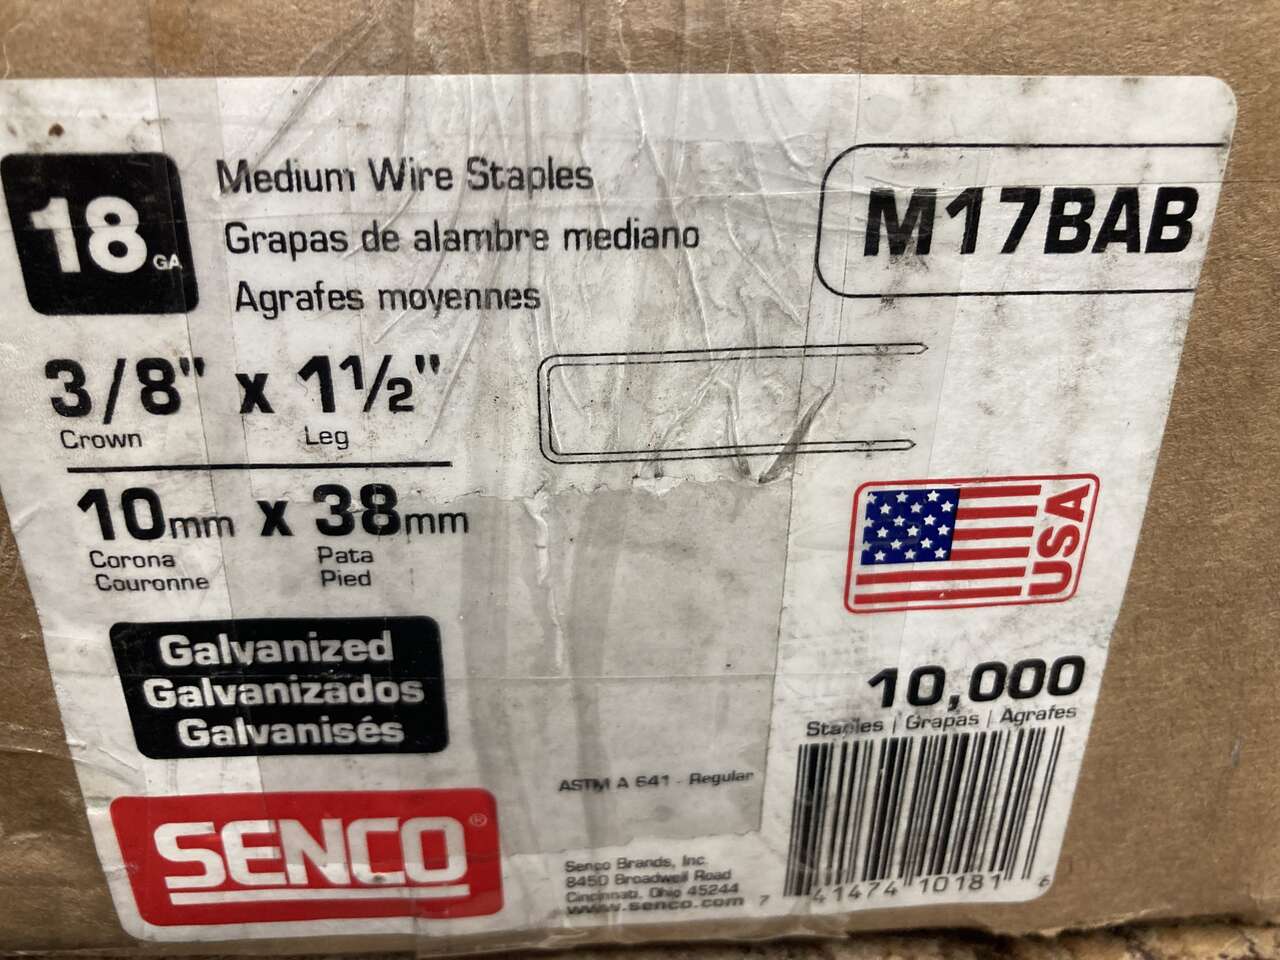 18 GA
Medium Wire Staples
Grapas de alambre mediano
Agrafes moyennes
M17BAB
3/8" x 1 1/2"
Crown Leg
10mm x 38mm
Corona Pata
Couronne Pied
USA
Galvanized
Galvanizados
Galvanisés
10,000
Staples | Grapas | Agrafes
ASTM A 641 - Regular
SENCO®
Senco Brands, Inc
8450 Broadwell Road
Cincinnati, Ohio 45244
www.senco.com
7 41474 10181 6